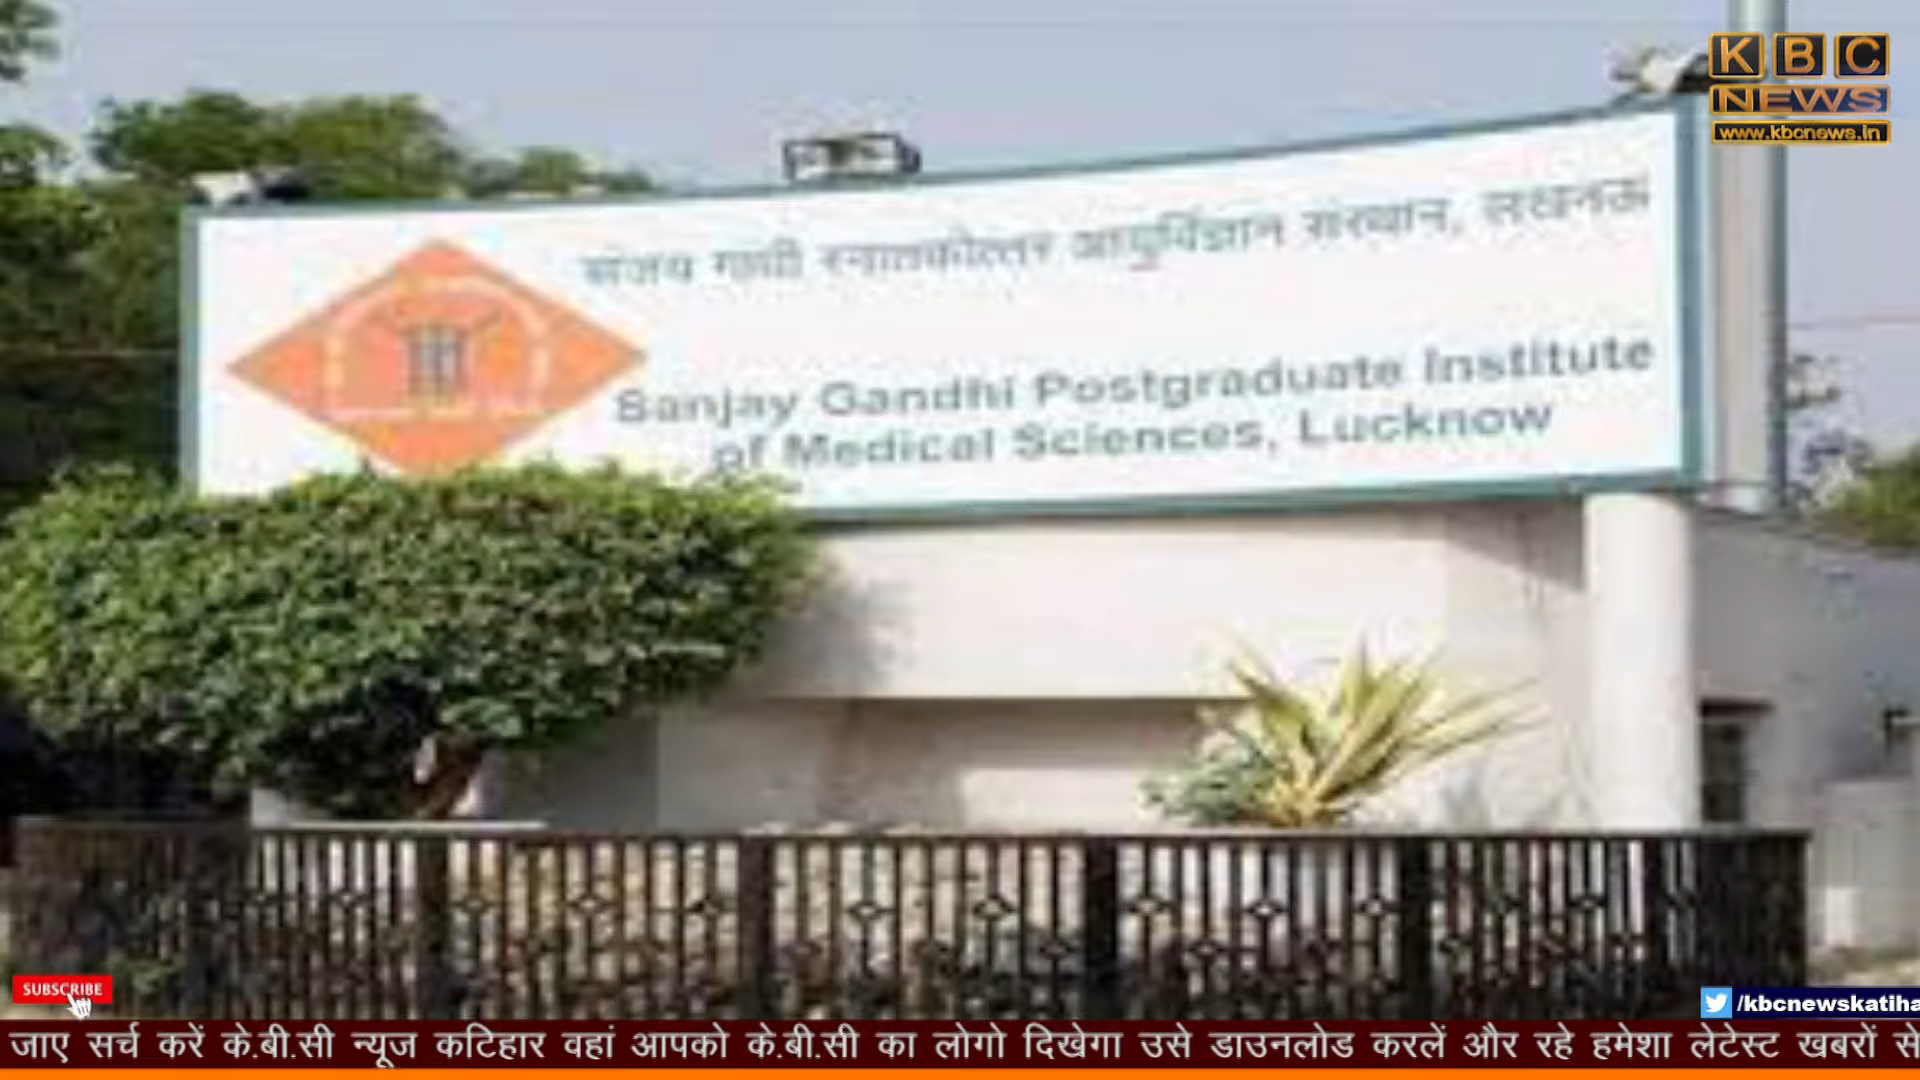 KBC
NEWS
www.kbcnews.in
संजय गांधी स्नातकोत्तर आयुर्विज्ञान संस्थान, लखनऊ
Sanjay Gandhi Postgraduate Institute
of Medical Sciences, Lucknow
SUBSCRIBE
/kbcnewskatiha
जाए सर्च करें के.बी.सी न्यूज कटिहार वहां आपको के.बी.सी का लोगो दिखेगा उसे डाउनलोड करलें और रहे हमेशा लेटेस्ट खबरों से